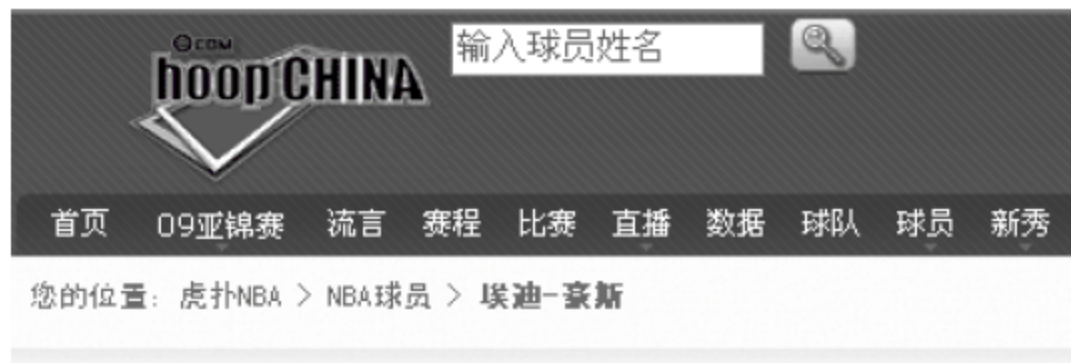 @COM
hoopCHINA
输入球员姓名
首页 09亚锦赛 流言 赛程 比赛 直播 数据 球队 球员 新秀
您的位置: 虎扑NBA > NBA球员 > 埃迪-豪斯